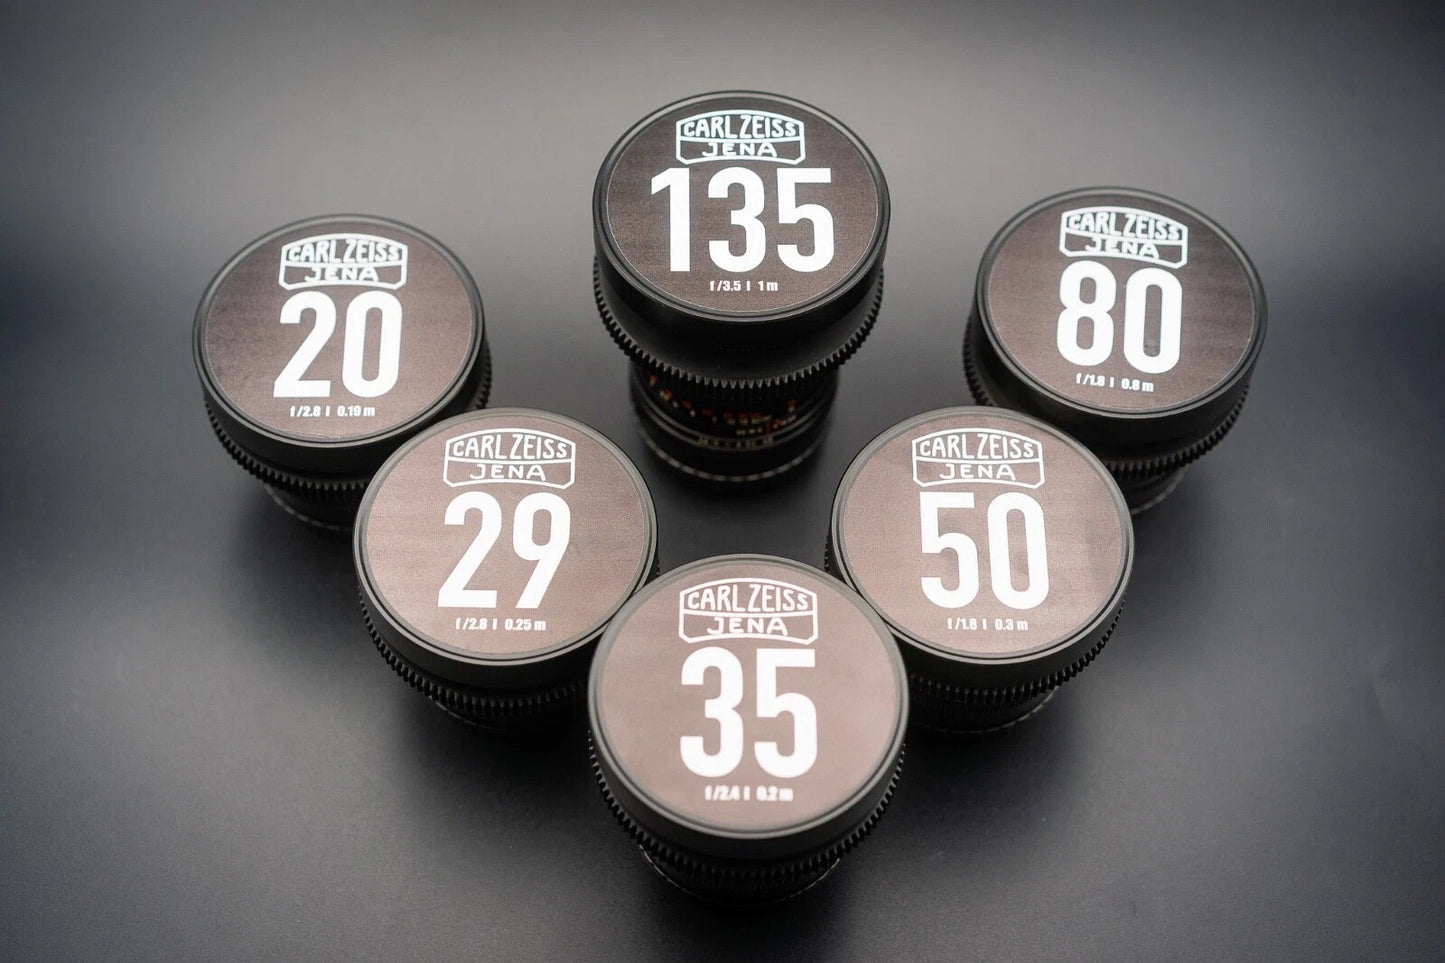 CARL ZEISS
JENA
135
f/3.5 | 1 m
CARL ZEISS
JENA
20
f/2.8 | 0.19 m
CARL ZEISS
JENA
80
f/1.8 | 0.8 m
CARL ZEISS
JENA
29
f/2.8 | 0.25 m
CARL ZEISS
JENA
50
f/1.8 | 0.3 m
CARL ZEISS
JENA
35
f/2.4 | 0.2 m